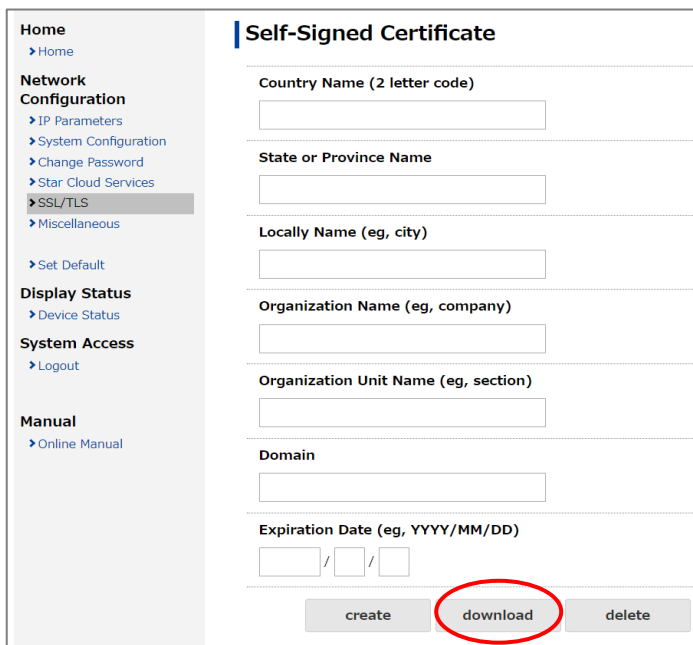 Home
Home
Network
Configuration
IP Parameters
System Configuration
Change Password
Star Cloud Services
SSL/TLS
Miscellaneous
Set Default
Display Status
Device Status
System Access
Logout
Manual
Online Manual
Self-Signed Certificate
Country Name (2 letter code)
State or Province Name
Locally Name (eg, city)
Organization Name (eg, company)
Organization Unit Name (eg, section)
Domain
Expiration Date (eg, YYYY/MM/DD)
/ /
create download delete